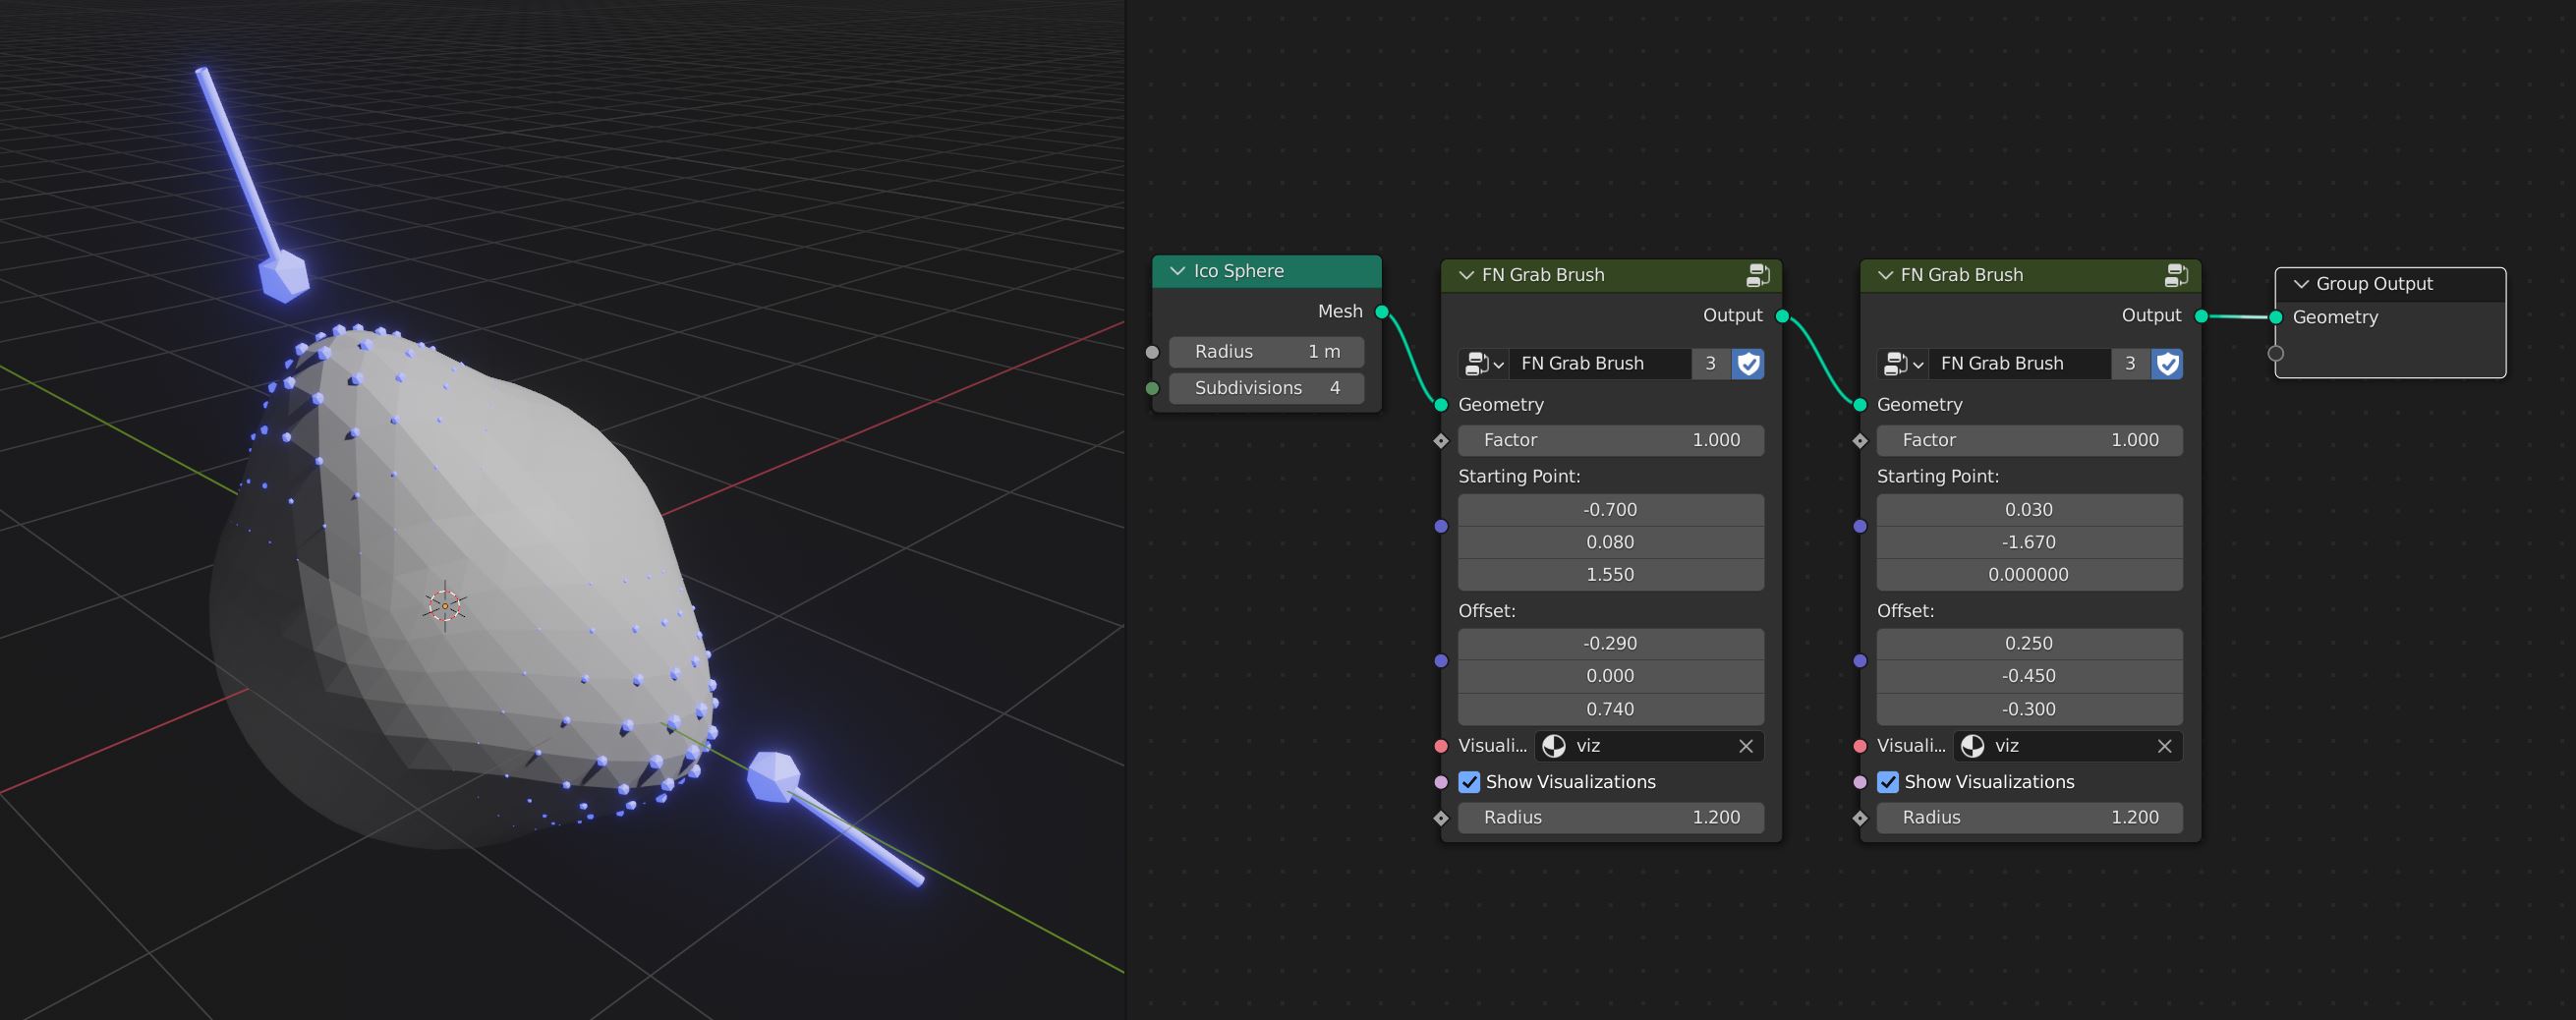 Ico Sphere
Mesh
Radius 1 m
Subdivisions 4
FN Grab Brush
Output
FN Grab Brush 3
Geometry
Factor 1.000
Starting Point:
-0.700
0.080
1.550
Offset:
-0.290
0.000
0.740
Visuali... viz
Show Visualizations
Radius 1.200
FN Grab Brush
Output
FN Grab Brush 3
Geometry
Factor 1.000
Starting Point:
0.030
-1.670
0.000000
Offset:
0.250
-0.450
-0.300
Visuali... viz
Show Visualizations
Radius 1.200
Group Output
Geometry